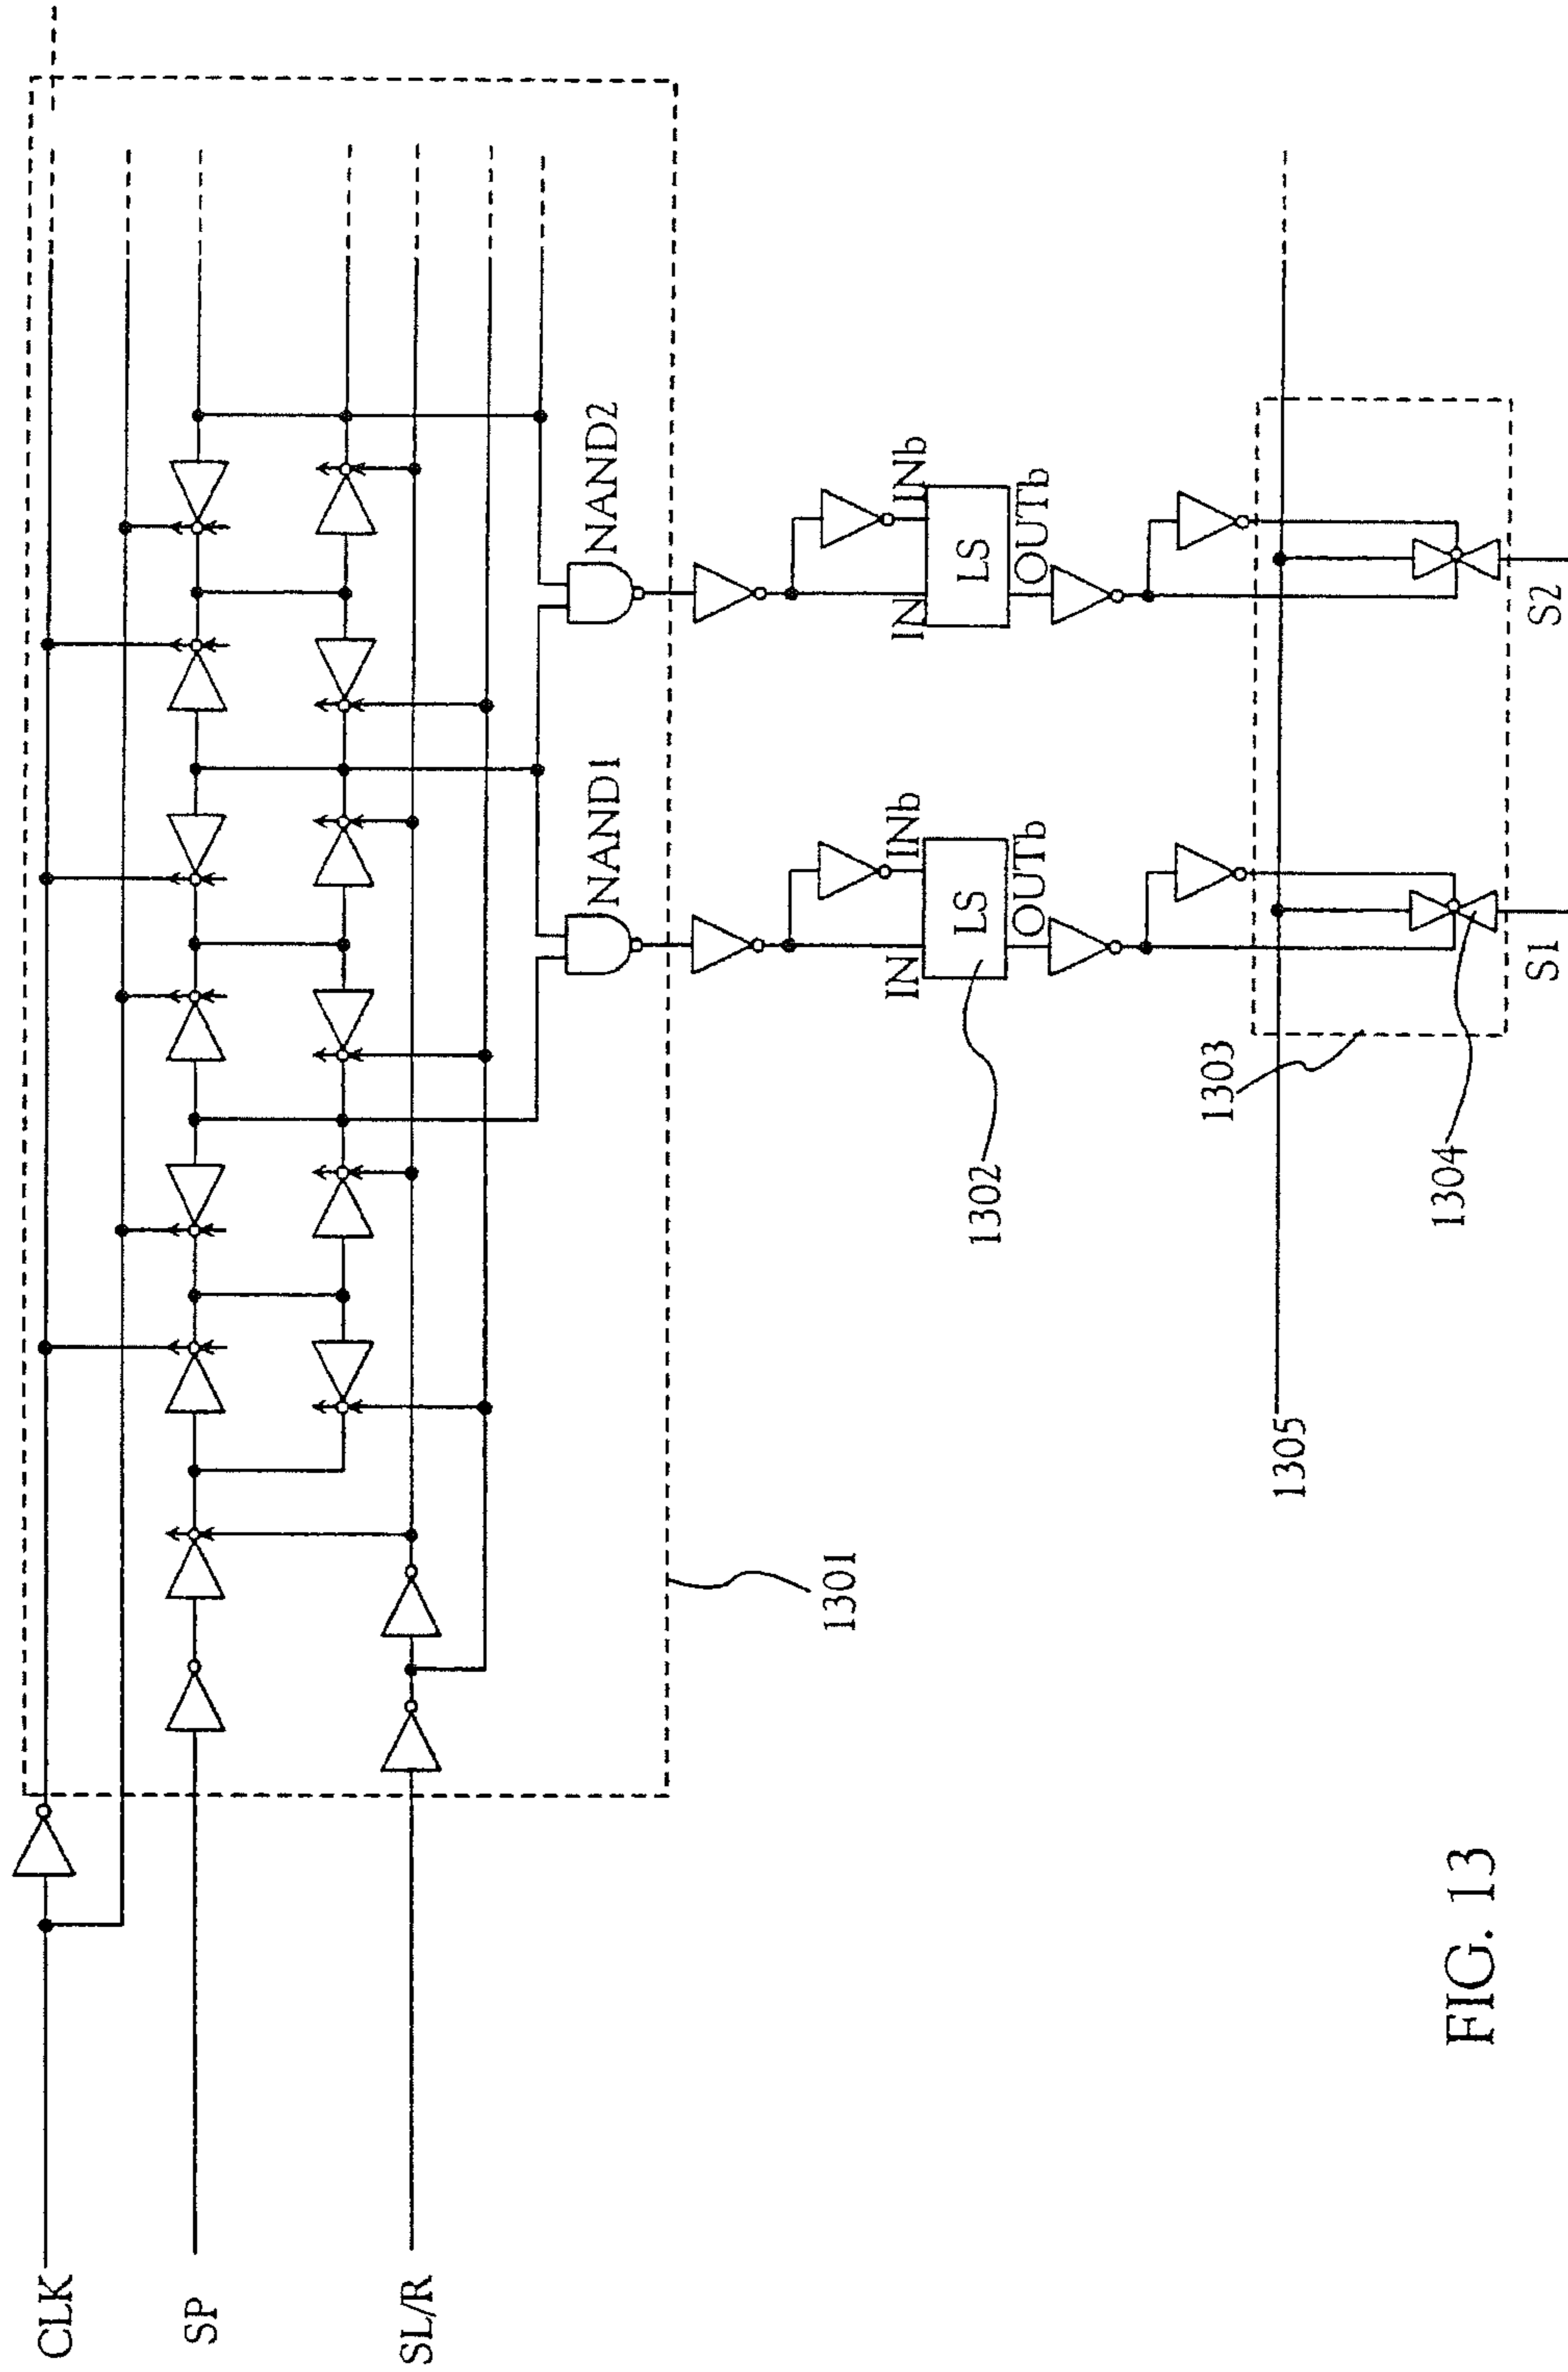 CLK
SP
SL/R
1301
NAND1
NAND2
IN
INb
LS
OUTb
IN
INb
LS
OUTb
1302
1303
1304
1305
S1
S2
FIG. 13